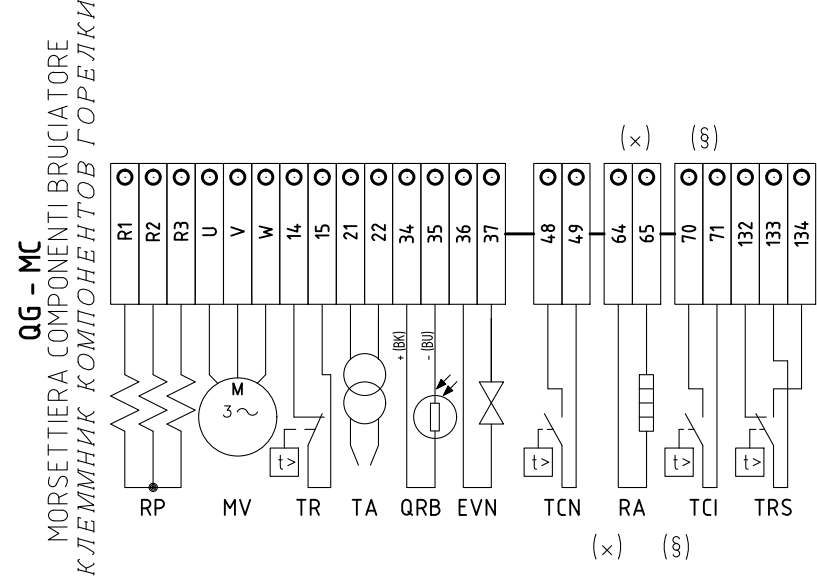 QG - MC
MORSETTIERA COMPONENTI BRUCIATORE
КЛЕММНИК КОМПОНЕНТОВ ГОРЕЛКИ
(×) (§)
R1 R2 R3 U V W 14 15 21 22 34 35 36 37 48 49 64 65 70 71 132 133 134
+ (BK) - (BU)
M
3~
t> t> t> t>
RP MV TR TA QRB EVN TCN RA TCI TRS
(×) (§)